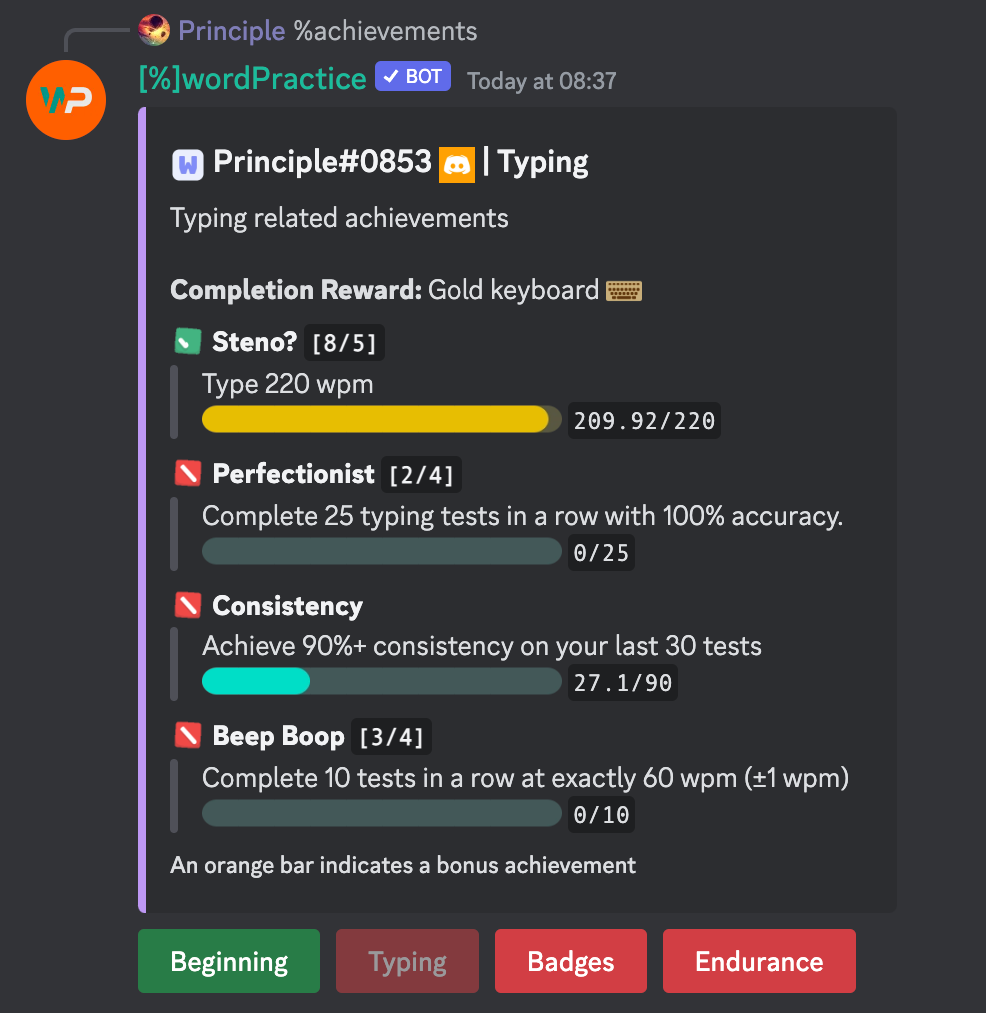 Principle %achievements
WP
[%]wordPractice ✓ BOT Today at 08:37
W Principle#0853 | Typing
Typing related achievements
Completion Reward: Gold keyboard
Steno? [8/5]
Type 220 wpm
209.92/220
Perfectionist [2/4]
Complete 25 typing tests in a row with 100% accuracy.
0/25
Consistency
Achieve 90%+ consistency on your last 30 tests
27.1/90
Beep Boop [3/4]
Complete 10 tests in a row at exactly 60 wpm (±1 wpm)
0/10
An orange bar indicates a bonus achievement
Beginning Typing Badges Endurance